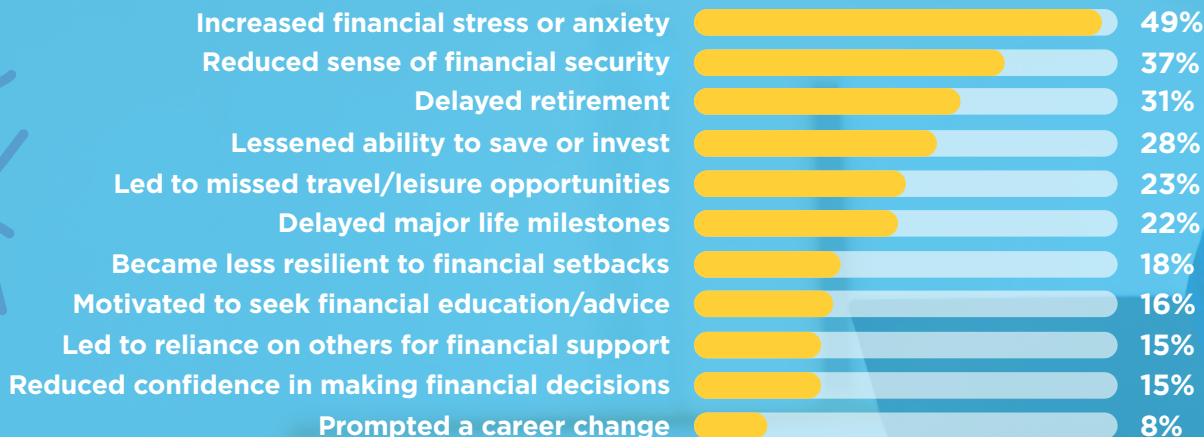 Increased financial stress or anxiety 49%
Reduced sense of financial security 37%
Delayed retirement 31%
Lessened ability to save or invest 28%
Led to missed travel/leisure opportunities 23%
Delayed major life milestones 22%
Became less resilient to financial setbacks 18%
Motivated to seek financial education/advice 16%
Led to reliance on others for financial support 15%
Reduced confidence in making financial decisions 15%
Prompted a career change 8%